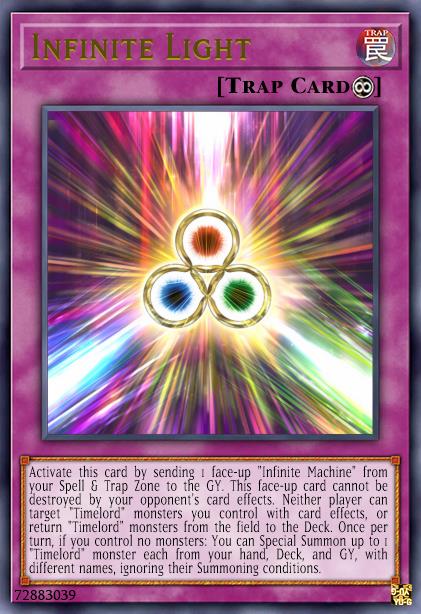 Infinite Light
TRAP
罠
[Trap Card]
Activate this card by sending 1 face-up "Infinite Machine" from
your Spell & Trap Zone to the GY. This face-up card cannot be
destroyed by your opponent's card effects. Neither player can
target "Timelord" monsters you control with card effects, or
return "Timelord" monsters from the field to the Deck. Once per
turn, if you control no monsters: You can Special Summon up to 1
"Timelord" monster each from your hand, Deck, and GY, with
different names, ignoring their Summoning conditions.
72883039